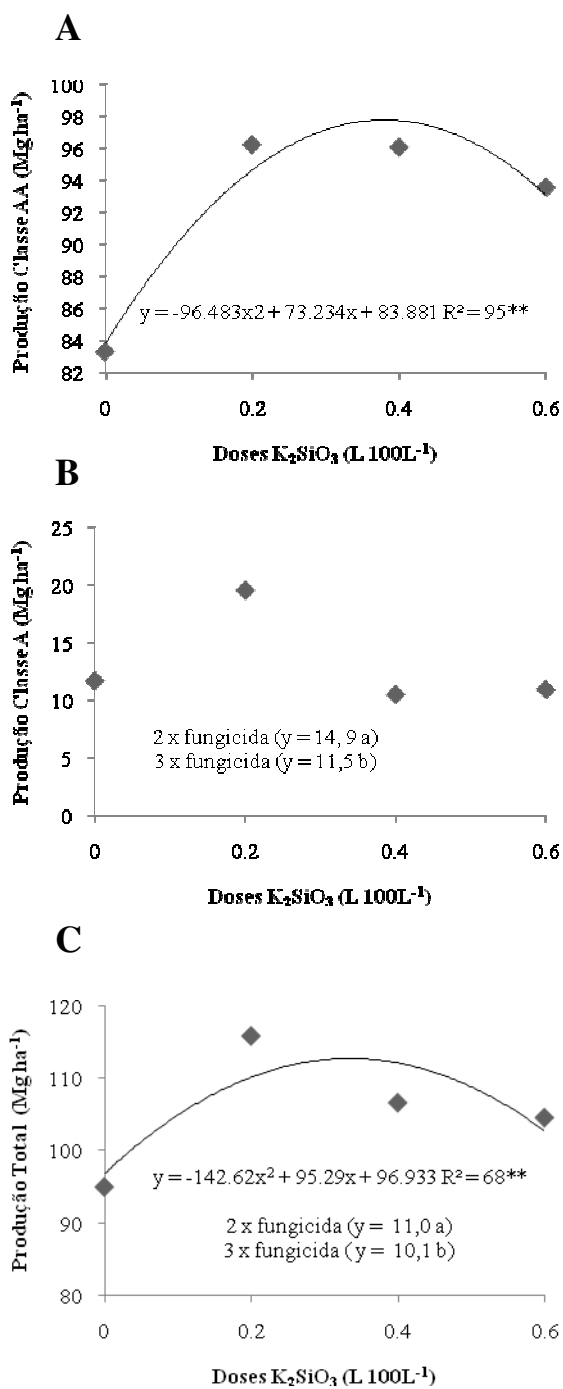 A
Produção Classe AA (Mg ha⁻¹)
100
98
96
94
92
90
88
86
84
82
y = -96.483x2 + 73.234x + 83.881 R² = 95**
0 0.2 0.4 0.6
Doses K₂SiO₃ (L 100L⁻¹)
B
Produção Classe A (Mg ha⁻¹)
25
20
15
10
5
0
2 x fungicida (y = 14, 9 a)
3 x fungicida (y = 11,5 b)
0 0.2 0.4 0.6
Doses K₂SiO₃ (L 100L⁻¹)
C
Produção Total (Mg ha⁻¹)
120
110
100
90
80
y = -142.62x² + 95.29x + 96.933 R² = 68**
2 x fungicida (y = 11,0 a)
3 x fungicida ( y = 10,1 b)
0 0.2 0.4 0.6
Doses K₂SiO₃ (L 100L⁻¹)